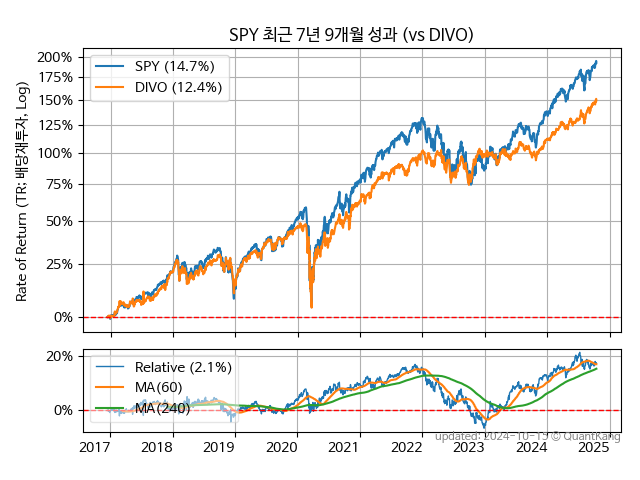 SPY 최근 7년 9개월 성과 (vs DIVO)
Rate of Return (TR; 배당재투자, Log)
200%
175%
150%
125%
100%
75%
50%
25%
0%
SPY (14.7%)
DIVO (12.4%)
20%
0%
Relative (2.1%)
MA(60)
MA(240)
2017 2018 2019 2020 2021 2022 2023 2024 2025
updated: 2024-10-15 © QuantKang